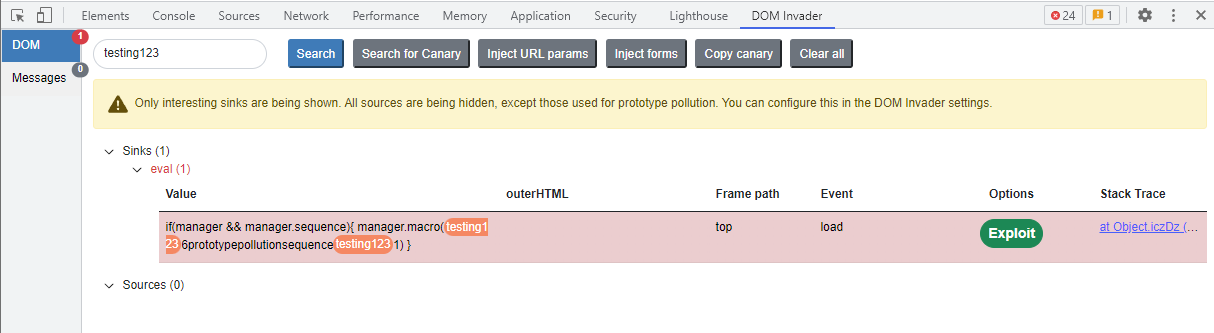 Elements Console Sources Network Performance Memory Application Security Lighthouse DOM Invader 24 1
DOM 1
Messages 0
testing123 Search Search for Canary Inject URL params Inject forms Copy canary Clear all
Only interesting sinks are being shown. All sources are being hidden, except those used for prototype pollution. You can configure this in the DOM Invader settings.
Sinks (1)
eval (1)
Value outerHTML Frame path Event Options Stack Trace
if(manager && manager.sequence){ manager.macro(testing1
236prototypepollutionsequencetesting1231) }
top load Exploit at Object.iczDz (...
Sources (0)